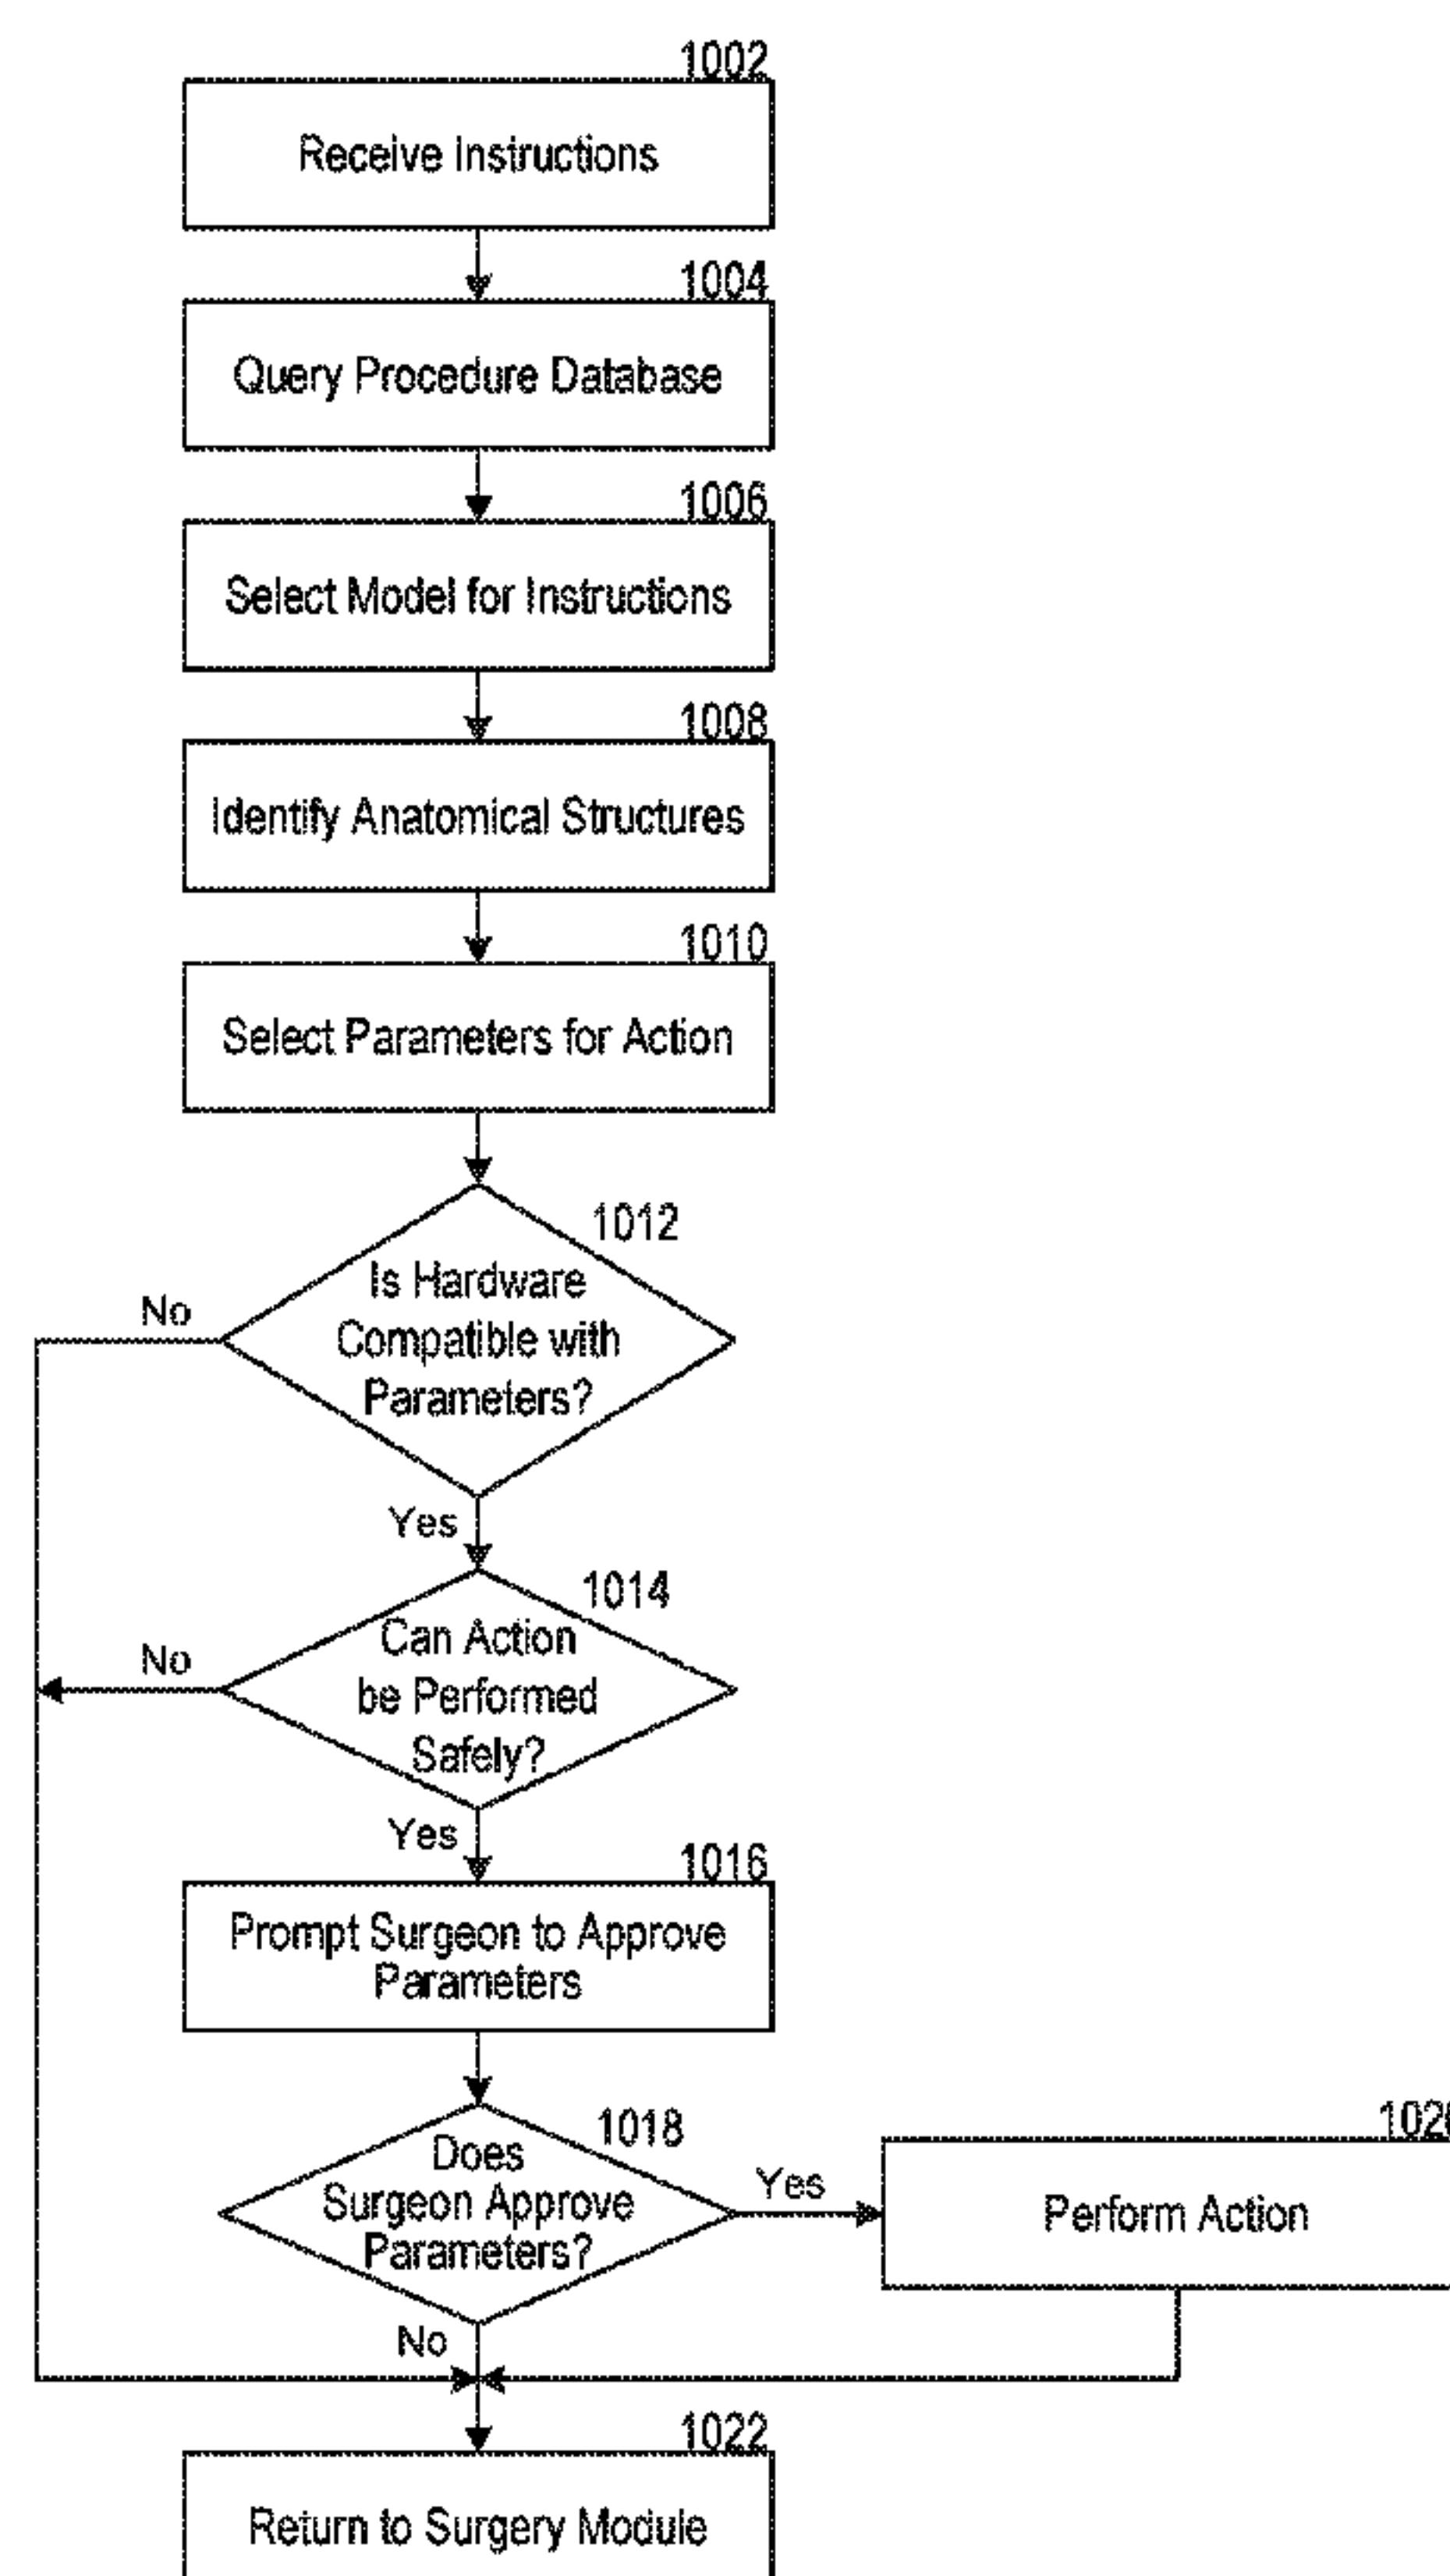 1002
Receive Instructions
1004
Query Procedure Database
1006
Select Model for Instructions
1008
Identify Anatomical Structures
1010
Select Parameters for Action
1012
Is Hardware
Compatible with
Parameters?
No
Yes
1014
Can Action
be Performed
Safely?
No
Yes
1016
Prompt Surgeon to Approve
Parameters
1018
Does
Surgeon Approve
Parameters?
Yes
1020
Perform Action
No
1022
Return to Surgery Module